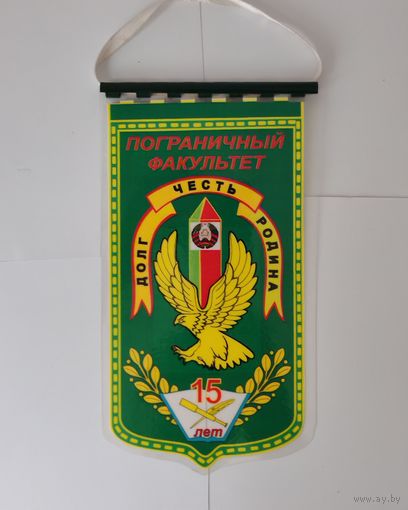 ПОГРАНИЧНЫЙ
ФАКУЛЬТЕТ
ДОЛГ
ЧЕСТЬ
РОДИНА
15
лет
www.ay.by